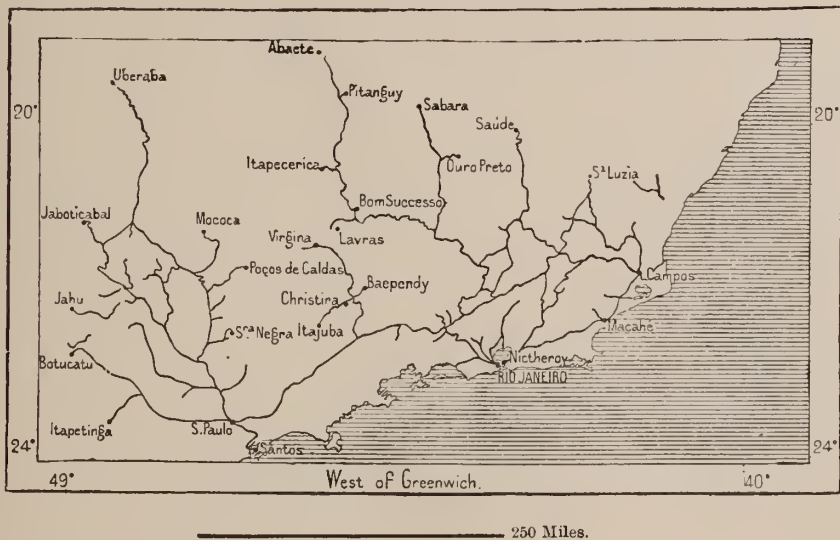 Abaete
Uberaba
20°
Pitanguy
Sabara
Saúde
20°
Itapecerica
Ouro Preto
Sᵃ Luzia
Jaboticabal
Mococa
Bom Successo
Virgina
Lavras
Poços de Caldas
Baependy
Campos
Jahu
Christina
Macahe
Itajuba
Sʳᵃ Negra
Botucatu
Nictheroy
RIO JANEIRO
Itapetinga
S. Paulo
24°
Santos
24°
49°
West of Greenwich.
40°
250 Miles.